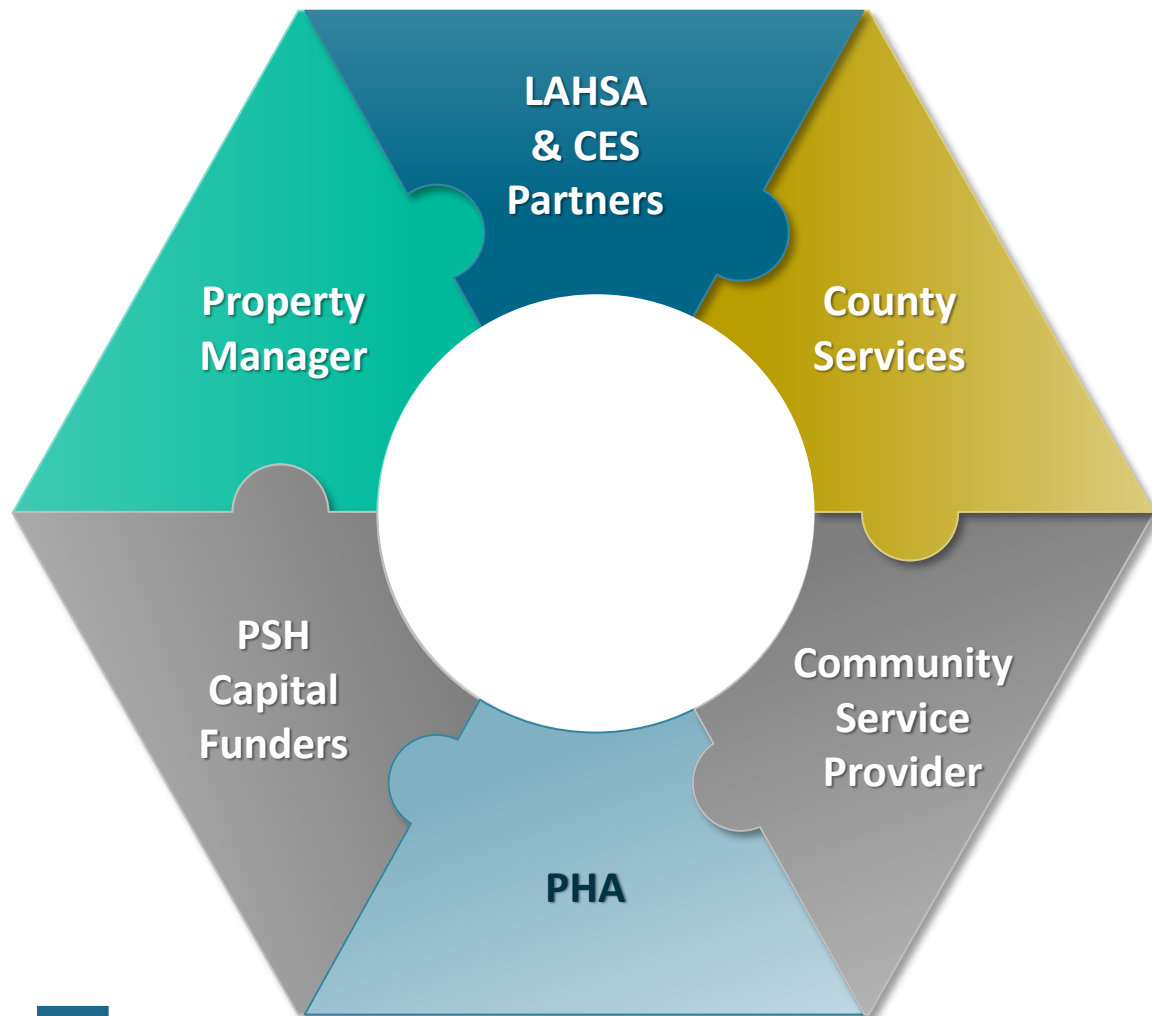 LAHSA
& CES
Partners
County
Services
Community
Service
Provider
PHA
PSH
Capital
Funders
Property
Manager